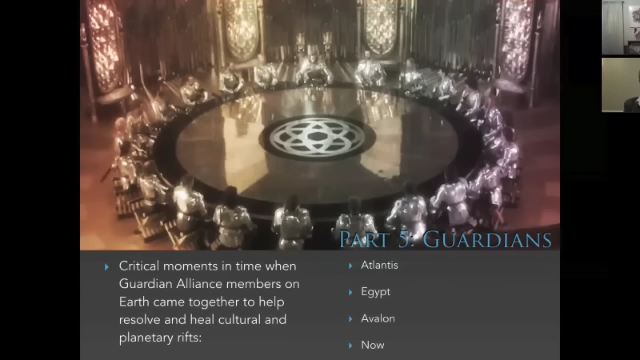 PART 5: GUARDIANS
Critical moments in time when
Guardian Alliance members on
Earth came together to help
resolve and heal cultural and
planetary rifts:
Atlantis
Egypt
Avalon
Now